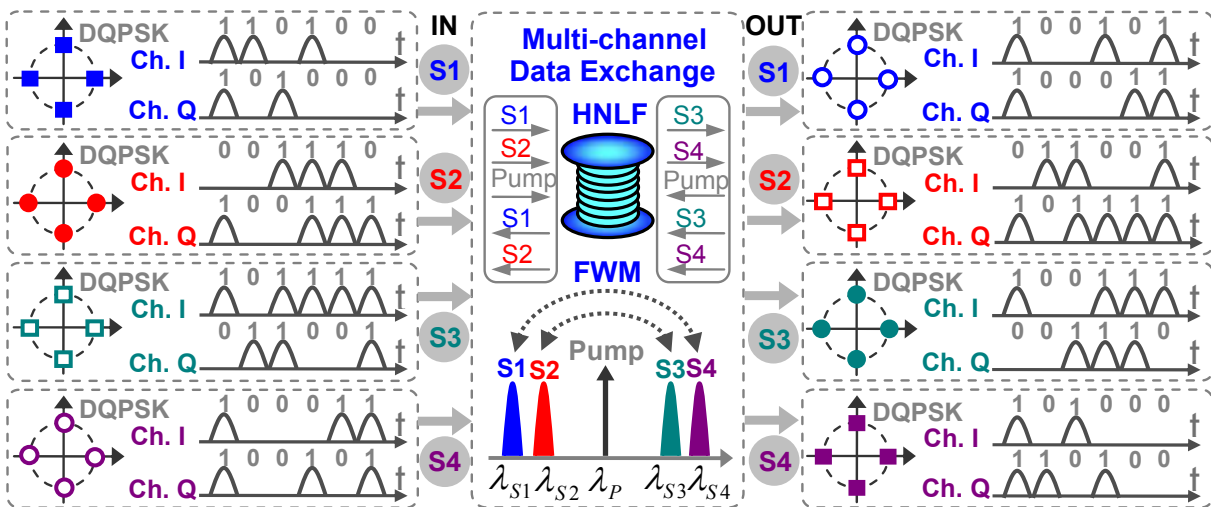 DQPSK
1 1 0 1 0 0
Ch. I
t
1 0 1 0 0 0
Ch. Q
t
DQPSK
0 0 1 1 1 0
Ch. I
t
1 0 0 1 1 1
Ch. Q
t
DQPSK
1 0 1 1 1 1
Ch. I
t
0 1 1 0 0 1
Ch. Q
t
DQPSK
1 0 0 0 1 1
Ch. I
t
1 0 0 1 0 1
Ch. Q
t
IN
S1
S2
S3
S4
Multi-channel
Data Exchange
HNLF
S1
S2
Pump
S1
S2
S3
S4
Pump
S3
S4
FWM
Pump
S1 S2 S3 S4
λS1 λS2 λP λS3 λS4
OUT
S1
S2
S3
S4
DQPSK
1 0 0 1 0 1
Ch. I
t
1 0 0 0 1 1
Ch. Q
t
DQPSK
0 1 1 0 0 1
Ch. I
t
1 0 1 1 1 1
Ch. Q
t
DQPSK
1 0 0 1 1 1
Ch. I
t
0 0 1 1 1 0
Ch. Q
t
DQPSK
1 0 1 0 0 0
Ch. I
t
1 1 0 1 0 0
Ch. Q
t